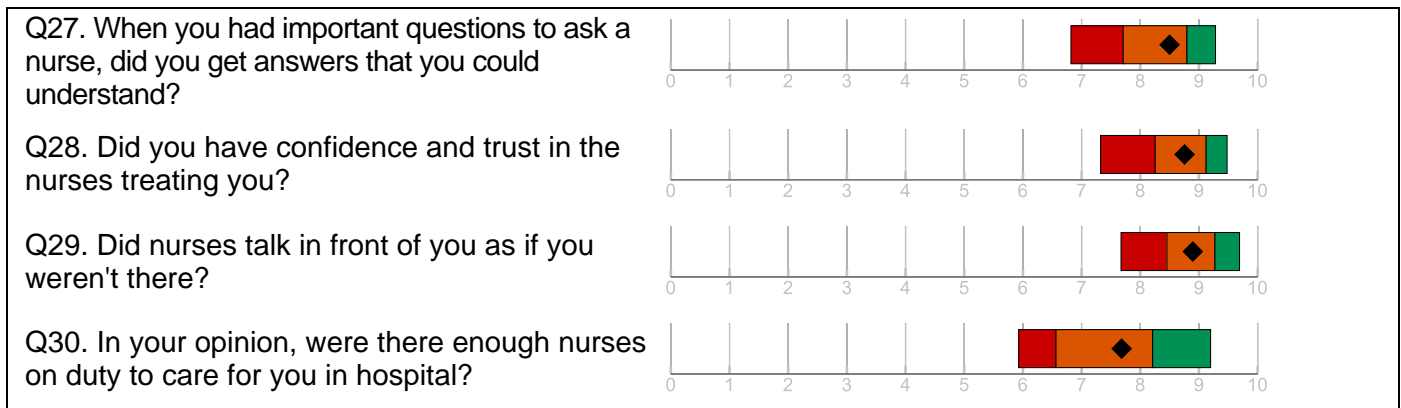 Q27. When you had important questions to ask a
nurse, did you get answers that you could
understand?
0 1 2 3 4 5 6 7 8 9 10
Q28. Did you have confidence and trust in the
nurses treating you?
0 1 2 3 4 5 6 7 8 9 10
Q29. Did nurses talk in front of you as if you
weren't there?
0 1 2 3 4 5 6 7 8 9 10
Q30. In your opinion, were there enough nurses
on duty to care for you in hospital?
0 1 2 3 4 5 6 7 8 9 10